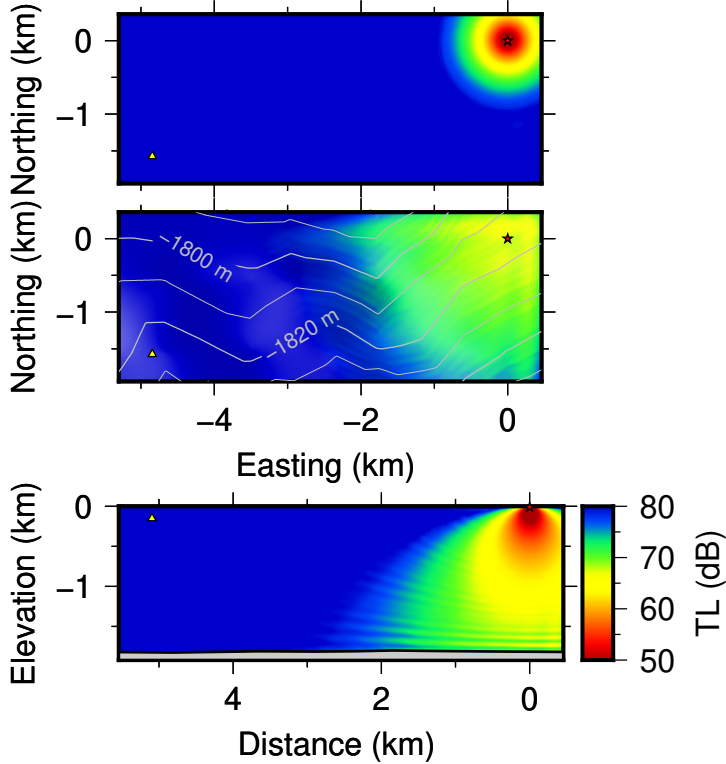 0
−1
Northing (km)
−1800 m
−1820 m
0
−1
Northing (km)
−4 −2 0
Easting (km)
0
−1
Elevation (km)
4 2 0
Distance (km)
80
70
60
50
TL (dB)